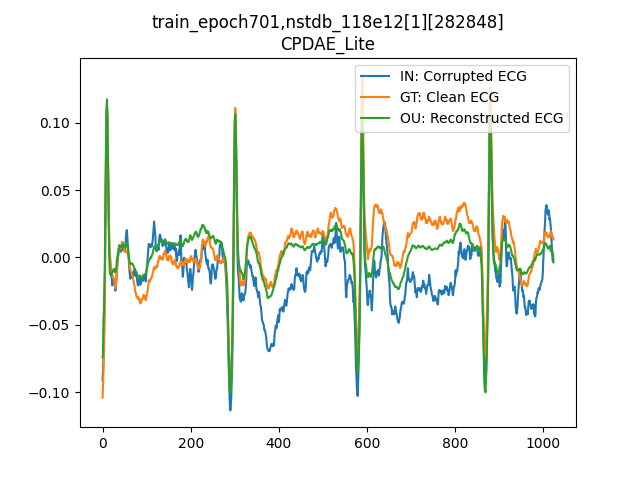 train_epoch701,nstdb_118e12[1][282848]
CPDAE_Lite
IN: Corrupted ECG
GT: Clean ECG
OU: Reconstructed ECG
0.10
0.05
0.00
−0.05
−0.10
0 200 400 600 800 1000